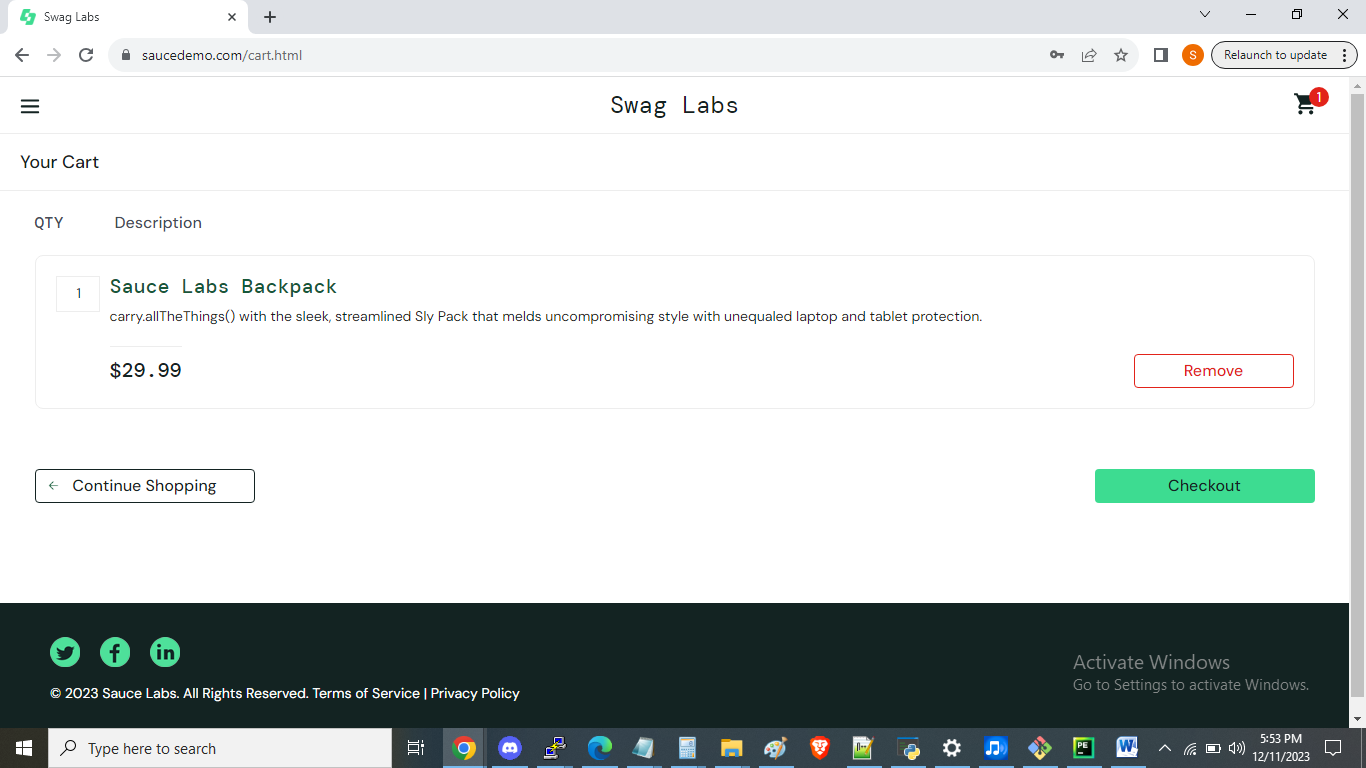 Swag Labs
saucedemo.com/cart.html
S
Relaunch to update
Swag Labs
1
Your Cart
QTY Description
1
Sauce Labs Backpack
carry.allTheThings() with the sleek, streamlined Sly Pack that melds uncompromising style with unequaled laptop and tablet protection.
$29.99
Remove
Continue Shopping
Checkout
© 2023 Sauce Labs. All Rights Reserved. Terms of Service | Privacy Policy
Activate Windows
Go to Settings to activate Windows.
Type here to search
PE
W
5:53 PM
12/11/2023